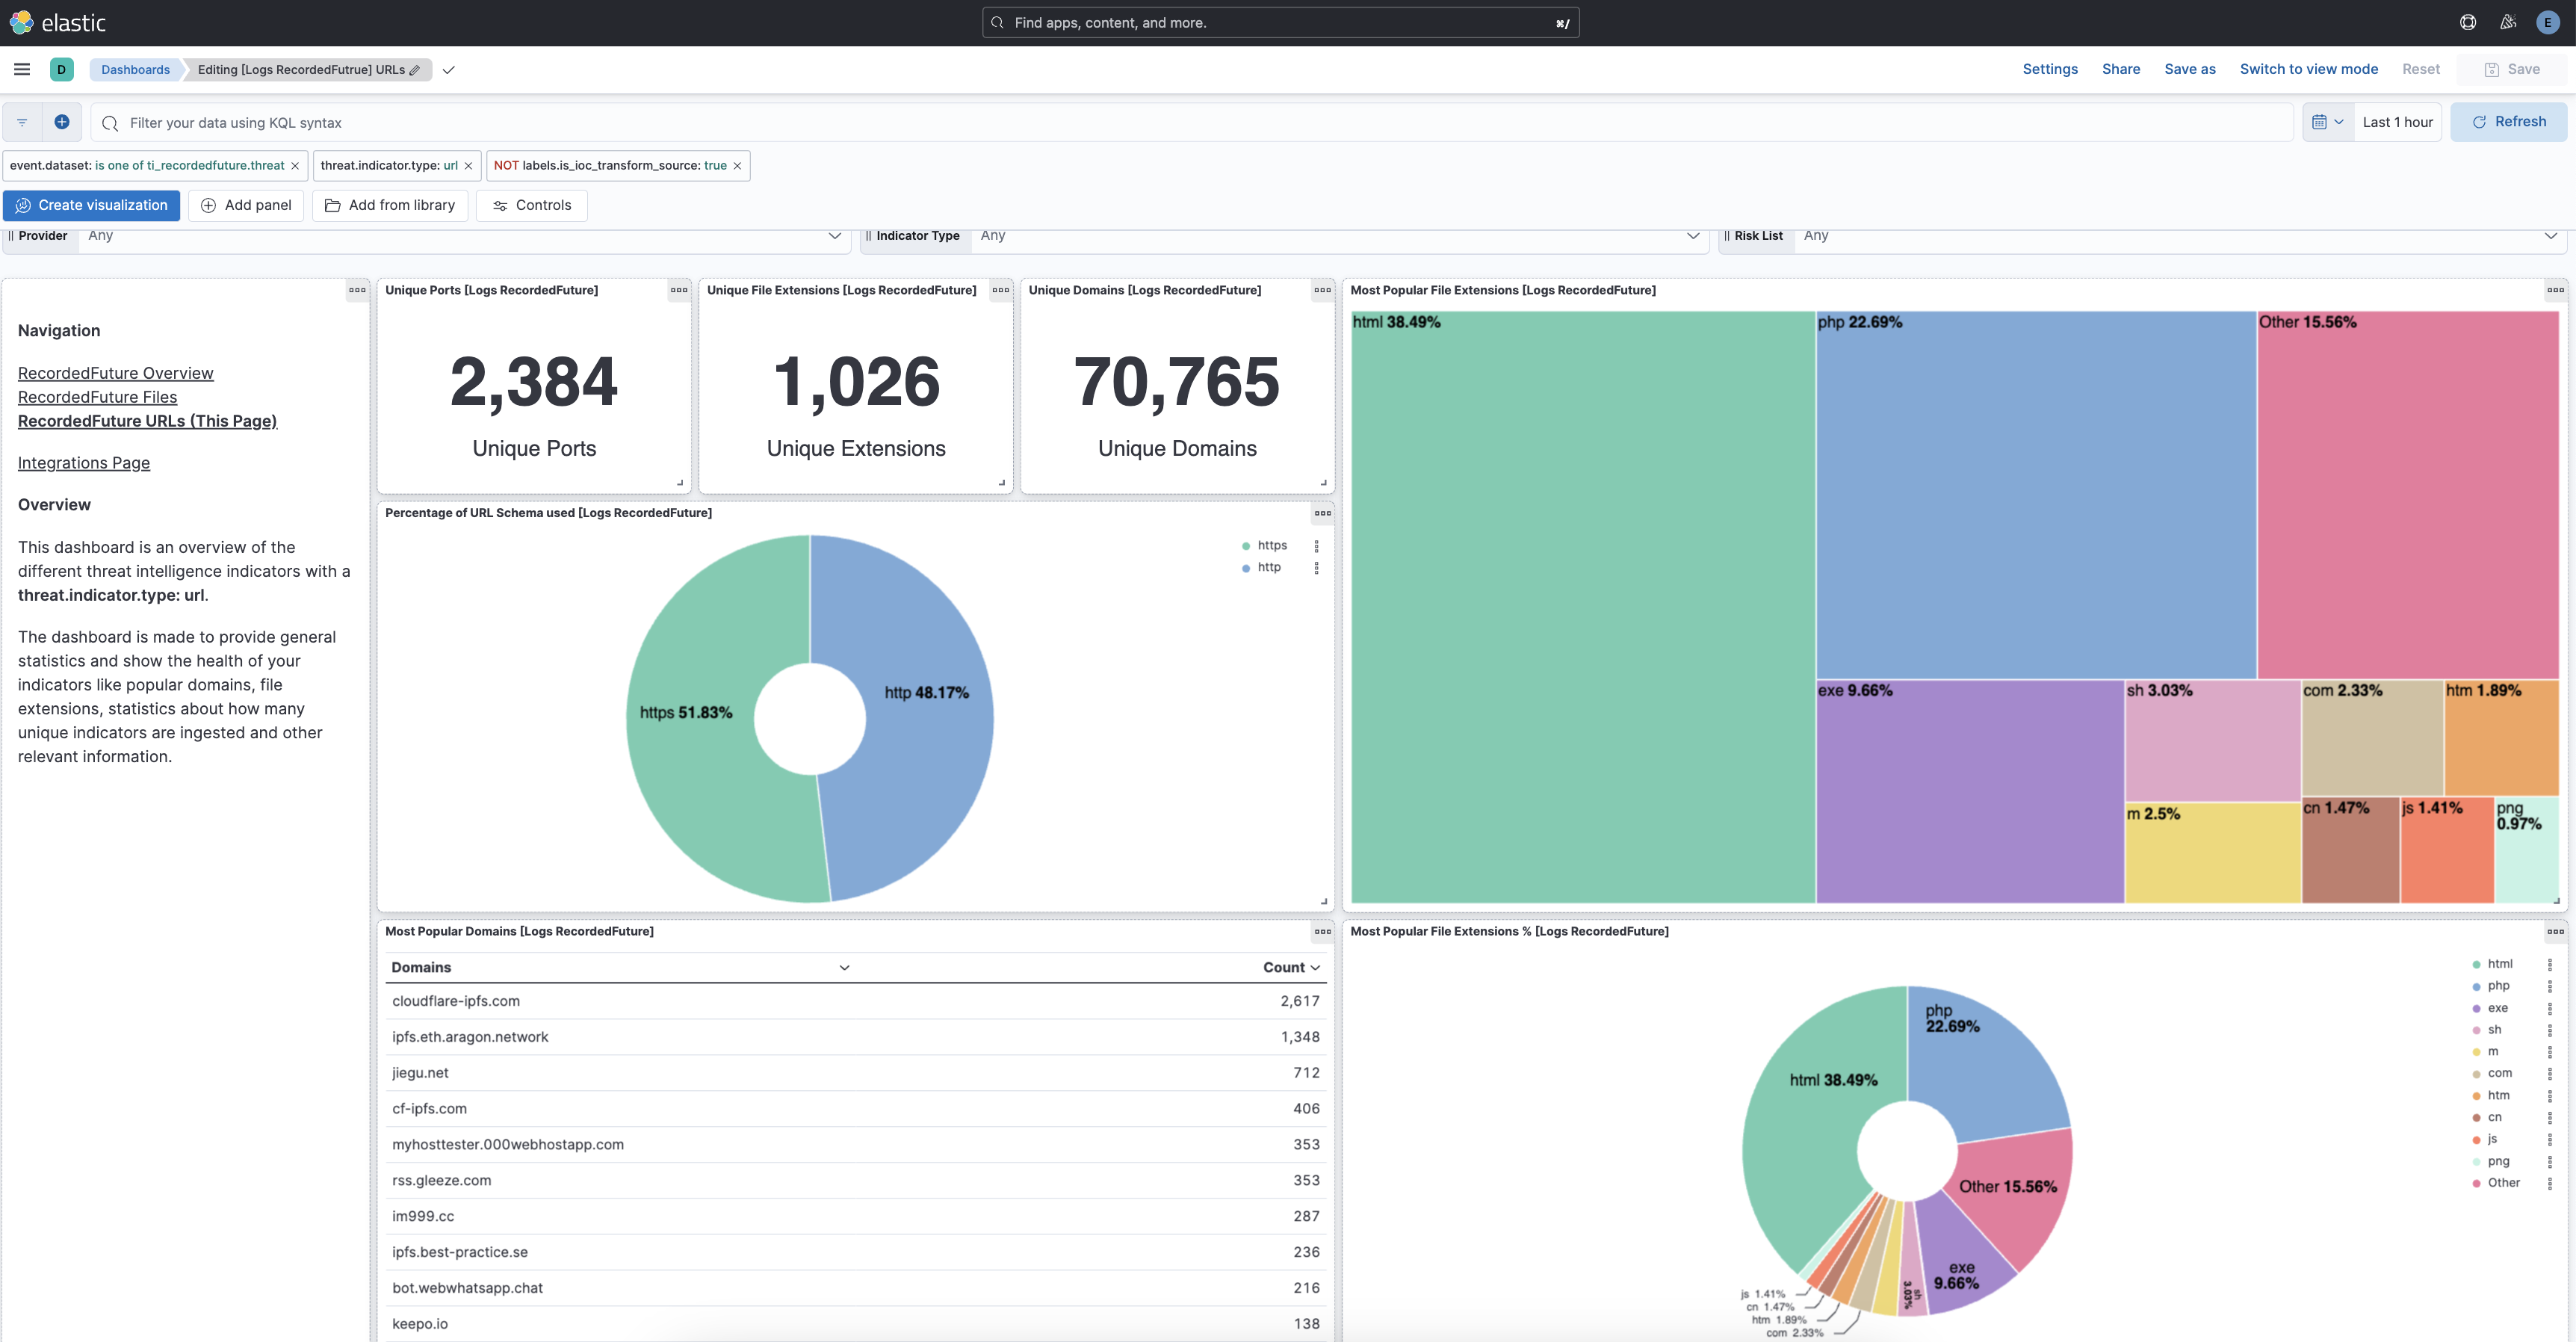 elastic
Find apps, content, and more.
⌘/
E
D
Dashboards
Editing [Logs RecordedFutrue] URLs
Settings
Share
Save as
Switch to view mode
Reset
Save
Filter your data using KQL syntax
Last 1 hour
Refresh
event.dataset: is one of ti_recordedfuture.threat ×
threat.indicator.type: url ×
NOT labels.is_ioc_transform_source: true ×
Create visualization
Add panel
Add from library
Controls
Provider Any
Indicator Type Any
Risk List Any
Navigation
RecordedFuture Overview
RecordedFuture Files
RecordedFuture URLs (This Page)
Integrations Page
Overview
This dashboard is an overview of the
different threat intelligence indicators with a
threat.indicator.type: url.
The dashboard is made to provide general
statistics and show the health of your
indicators like popular domains, file
extensions, statistics about how many
unique indicators are ingested and other
relevant information.
Unique Ports [Logs RecordedFuture]
2,384
Unique Ports
Unique File Extensions [Logs RecordedFuture]
1,026
Unique Extensions
Unique Domains [Logs RecordedFuture]
70,765
Unique Domains
Most Popular File Extensions [Logs RecordedFuture]
html 38.49%
php 22.69%
Other 15.56%
exe 9.66%
sh 3.03%
com 2.33%
htm 1.89%
m 2.5%
cn 1.47%
js 1.41%
png
0.97%
Percentage of URL Schema used [Logs RecordedFuture]
https
http
http 48.17%
https 51.83%
Most Popular Domains [Logs RecordedFuture]
Domains Count
cloudflare-ipfs.com 2,617
ipfs.eth.aragon.network 1,348
jiegu.net 712
cf-ipfs.com 406
myhosttester.000webhostapp.com 353
rss.gleeze.com 353
im999.cc 287
ipfs.best-practice.se 236
bot.webwhatsapp.chat 216
keepo.io 138
Most Popular File Extensions % [Logs RecordedFuture]
html
php
exe
sh
m
com
htm
cn
js
png
Other
php
22.69%
html 38.49%
Other 15.56%
exe
9.66%
sh
3.03%
js 1.41%
cn 1.47%
htm 1.89%
com 2.33%